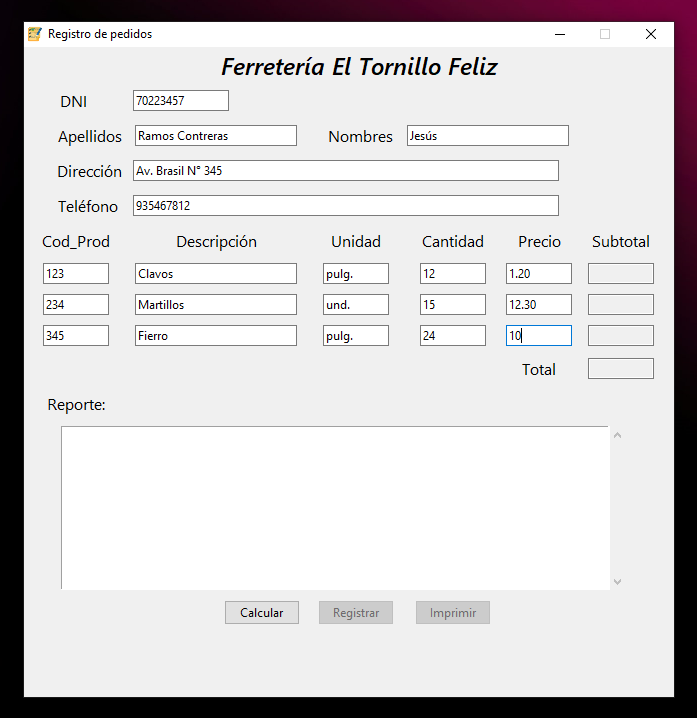 Registro de pedidos
Ferretería El Tornillo Feliz
DNI 70223457
Apellidos Ramos Contreras Nombres Jesús
Dirección Av. Brasil N° 345
Teléfono 935467812
Cod_Prod Descripción Unidad Cantidad Precio Subtotal
123 Clavos pulg. 12 1.20
234 Martillos und. 15 12.30
345 Fierro pulg. 24 10
Total
Reporte:
Calcular Registrar Imprimir